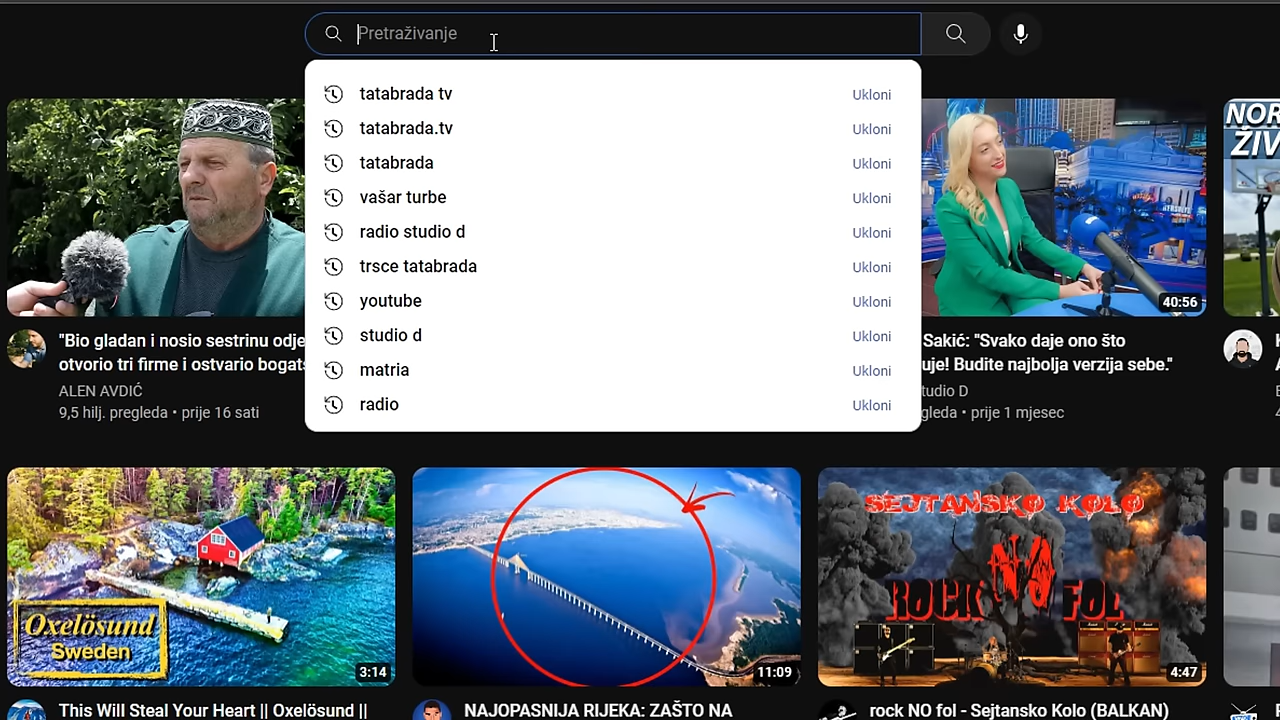 Pretraživanje
tatabrada tv
Ukloni
tatabrada.tv
Ukloni
tatabrada
Ukloni
vašar turbe
Ukloni
radio studio d
Ukloni
trsce tatabrada
Ukloni
youtube
Ukloni
studio d
Ukloni
matria
Ukloni
radio
Ukloni
"Bio gladan i nosio sestrinu odje
otvorio tri firme i ostvario bogats
ALEN AVDIĆ
9,5 hilj. pregleda • prije 16 sati
40:56
Sakić: "Svako daje ono što
uje! Budite najbolja verzija sebe."
tudio D
gleda • prije 1 mjesec
NOR
ŽIV
Oxelösund
Sweden
3:14
This Will Steal Your Heart || Oxelösund ||
11:09
NAJOPASNIJA RIJEKA: ZAŠTO NA
SEJTANSKO KOLO
ROCK NO FOL
4:47
rock NO fol - Sejtansko Kolo (BALKAN)